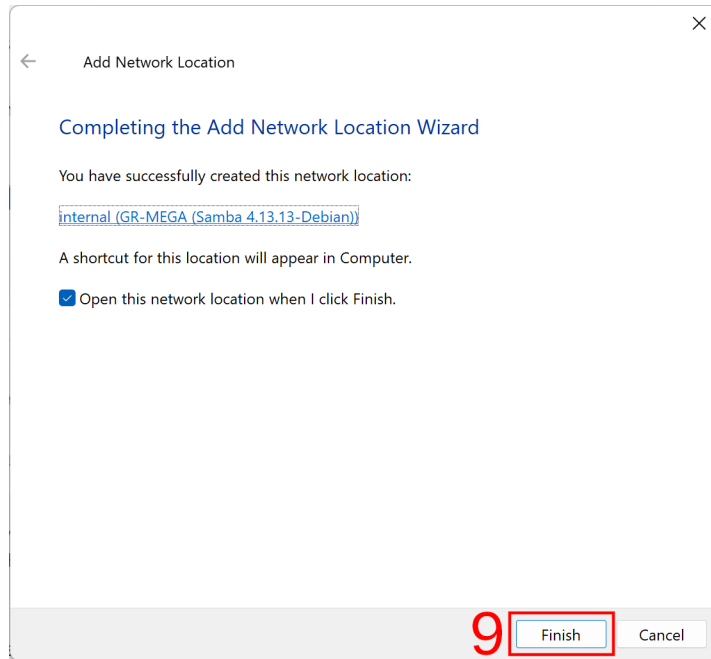 Add Network Location
Completing the Add Network Location Wizard
You have successfully created this network location:
internal (GR-MEGA (Samba 4.13.13-Debian))
A shortcut for this location will appear in Computer.
Open this network location when I click Finish.
9 Finish Cancel